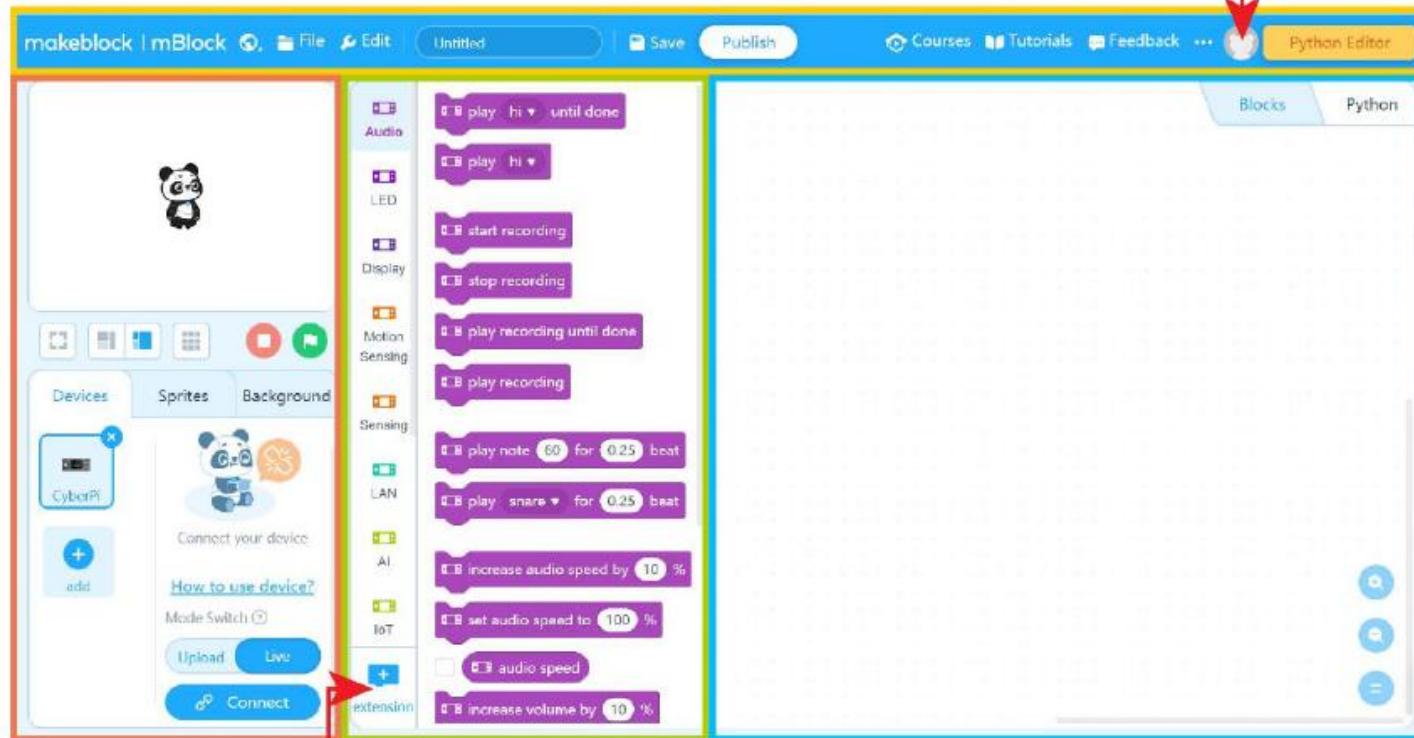 makeblock | mBlock File Edit Untitled Save Publish Courses Tutorials Feedback ... Python Editor
Devices Sprites Background
CyberPi
add
Connect your device
How to use device?
Mode Switch ?
Upload Live
Connect
Audio
LED
Display
Motion
Sensing
Sensing
LAN
AI
IoT
extension
play hi until done
play hi
start recording
stop recording
play recording until done
play recording
play note 60 for 0.25 beat
play snare for 0.25 beat
increase audio speed by 10 %
set audio speed to 100 %
audio speed
increase volume by 10 %
Blocks Python